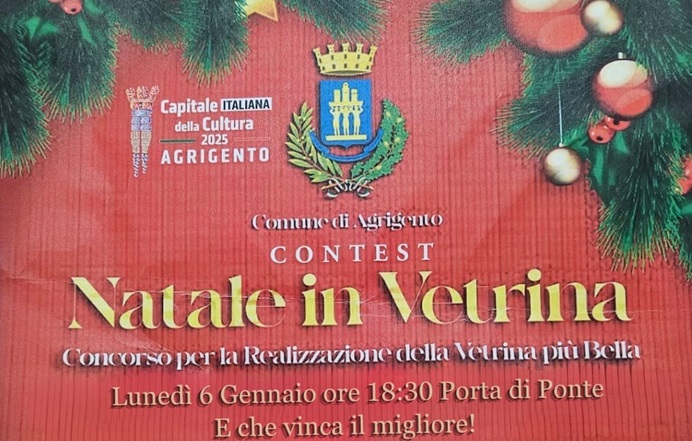 Capitale ITALIANA
della Cultura
2025
AGRIGENTO
Comune di Agrigento
CONTEST
Natale in Vetrina
Concorso per la Realizzazione della Vetrina più Bella
Lunedì 6 Gennaio ore 18:30 Porta di Ponte
E che vinca il migliore!